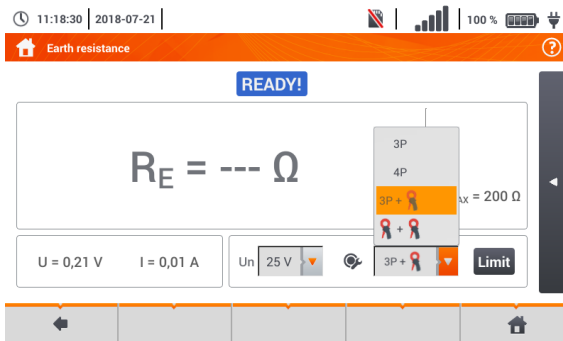 11:18:30 2018-07-21 100 %
Earth resistance ?
READY!
3P
RE = --- Ω
4P
3P + = 200 Ω
+
U = 0,21 V I = 0,01 A Un 25 V 3P + Limit